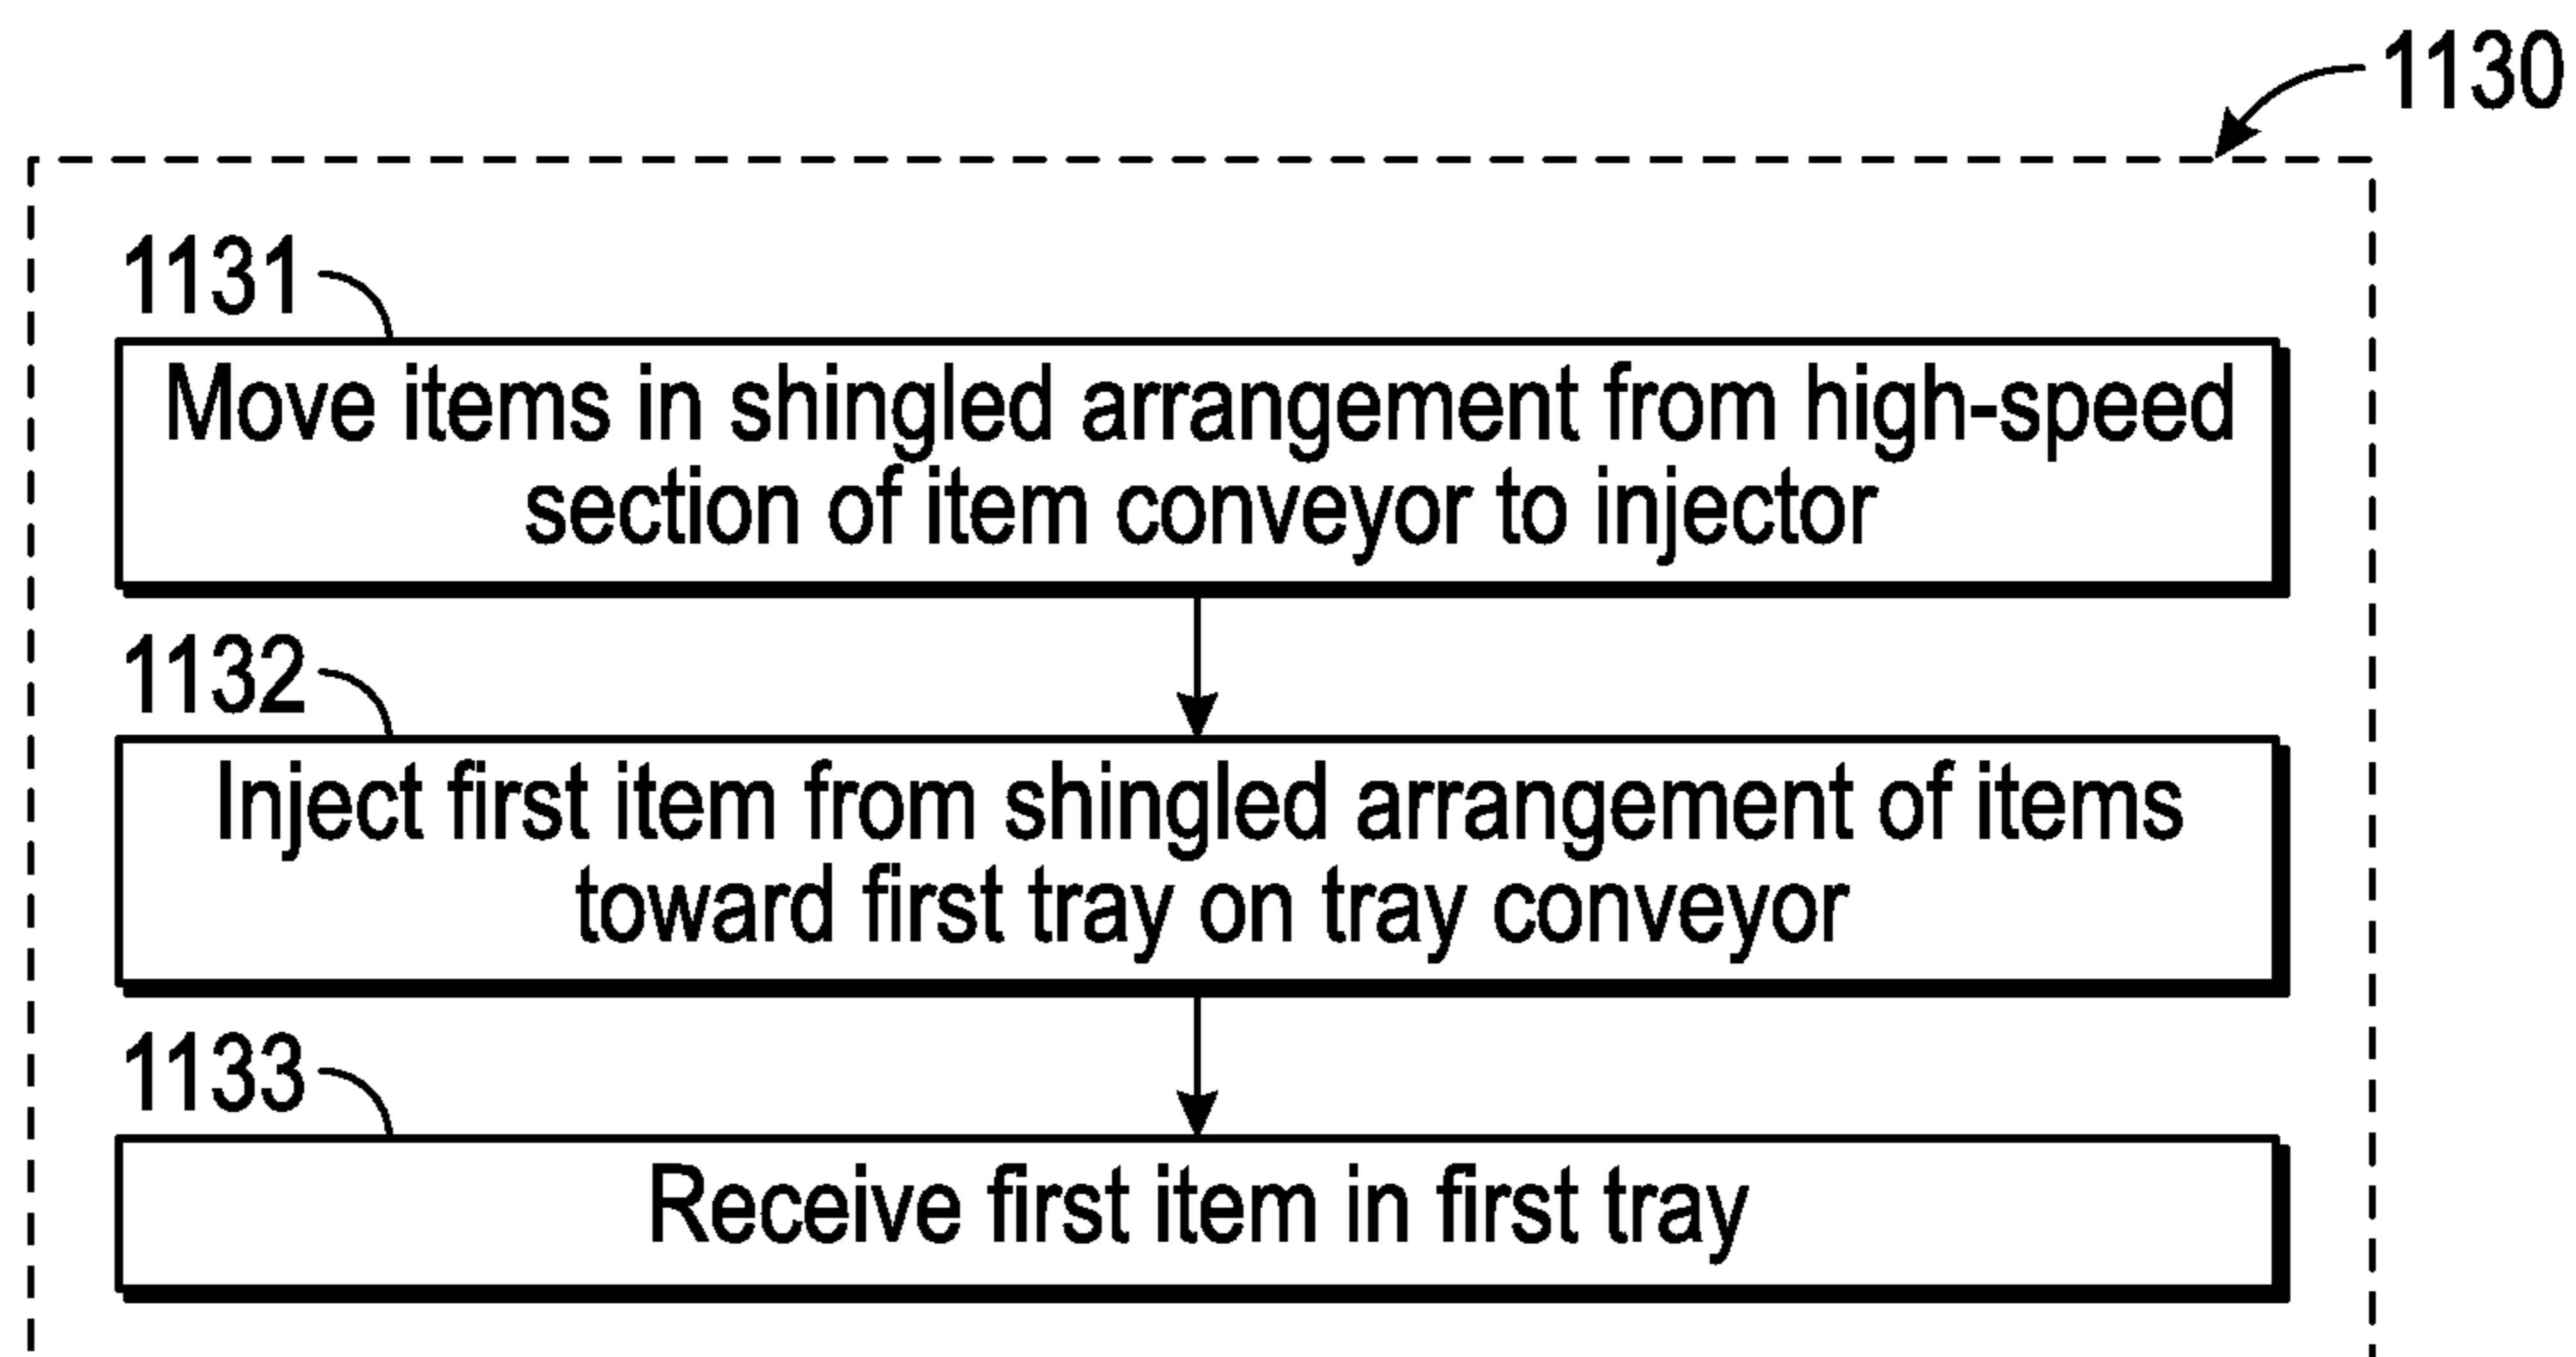 1130
1131
Move items in shingled arrangement from high-speed
section of item conveyor to injector
1132
Inject first item from shingled arrangement of items
toward first tray on tray conveyor
1133
Receive first item in first tray